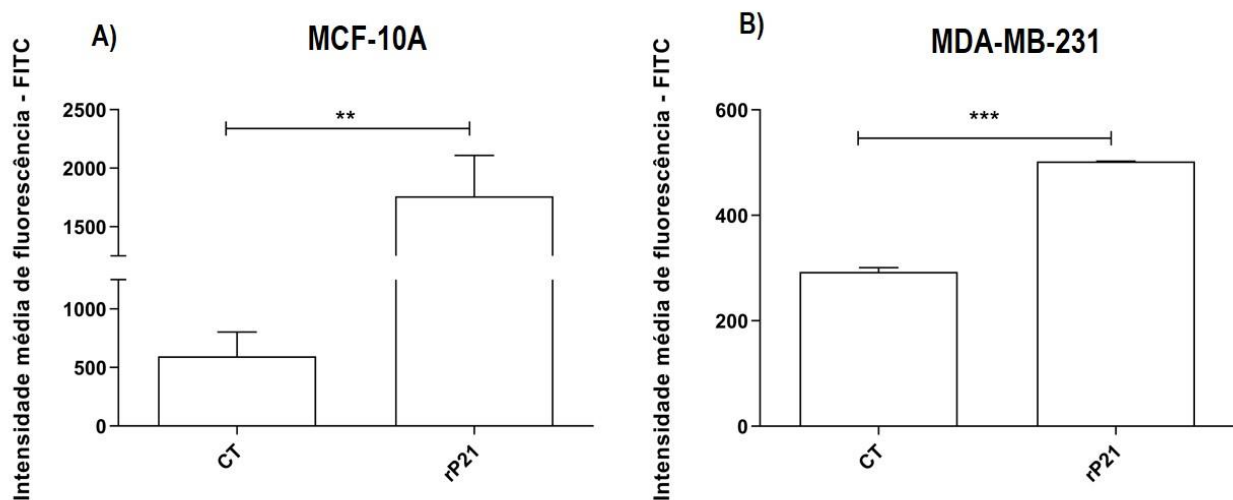 A)
MCF-10A
Intensidade média de fluorescência - FITC
2500
2000
1500
1000
500
0
**
CT
rP21
B)
MDA-MB-231
Intensidade média de fluorescência - FITC
600
400
200
0
***
CT
rP21